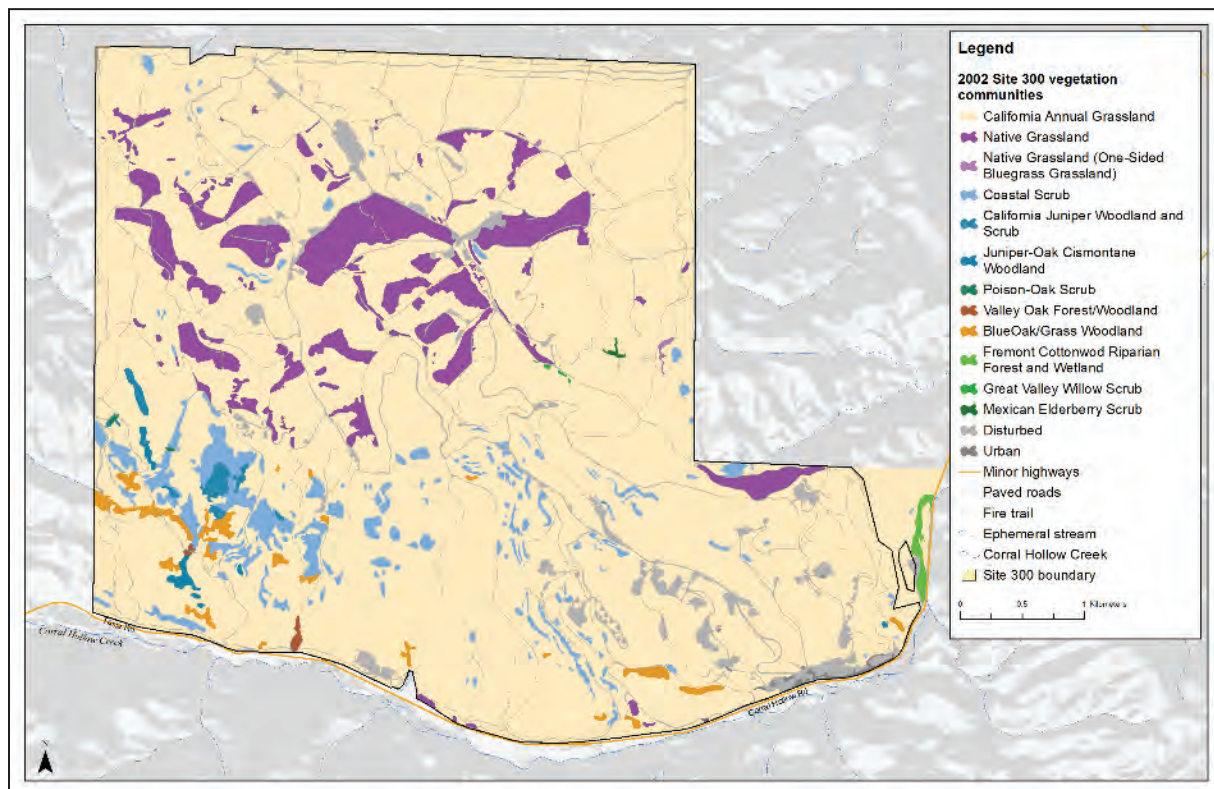 Legend
2002 Site 300 vegetation
communities
California Annual Grassland
Native Grassland
Native Grassland (One-Sided
Bluegrass Grassland)
Coastal Scrub
California Juniper Woodland and
Scrub
Juniper-Oak Cismontane
Woodland
Poison-Oak Scrub
Valley Oak Forest/Woodland
BlueOak/Grass Woodland
Fremont Cottonwod Riparian
Forest and Wetland
Great Valley Willow Scrub
Mexican Elderberry Scrub
Disturbed
Urban
Minor highways
Paved roads
Fire trail
Ephemeral stream
Corral Hollow Creek
Site 300 boundary
0 0.5 1 Kilometers
Tesla Rd
Corral Hollow Creek
Corral Hollow Rd
N